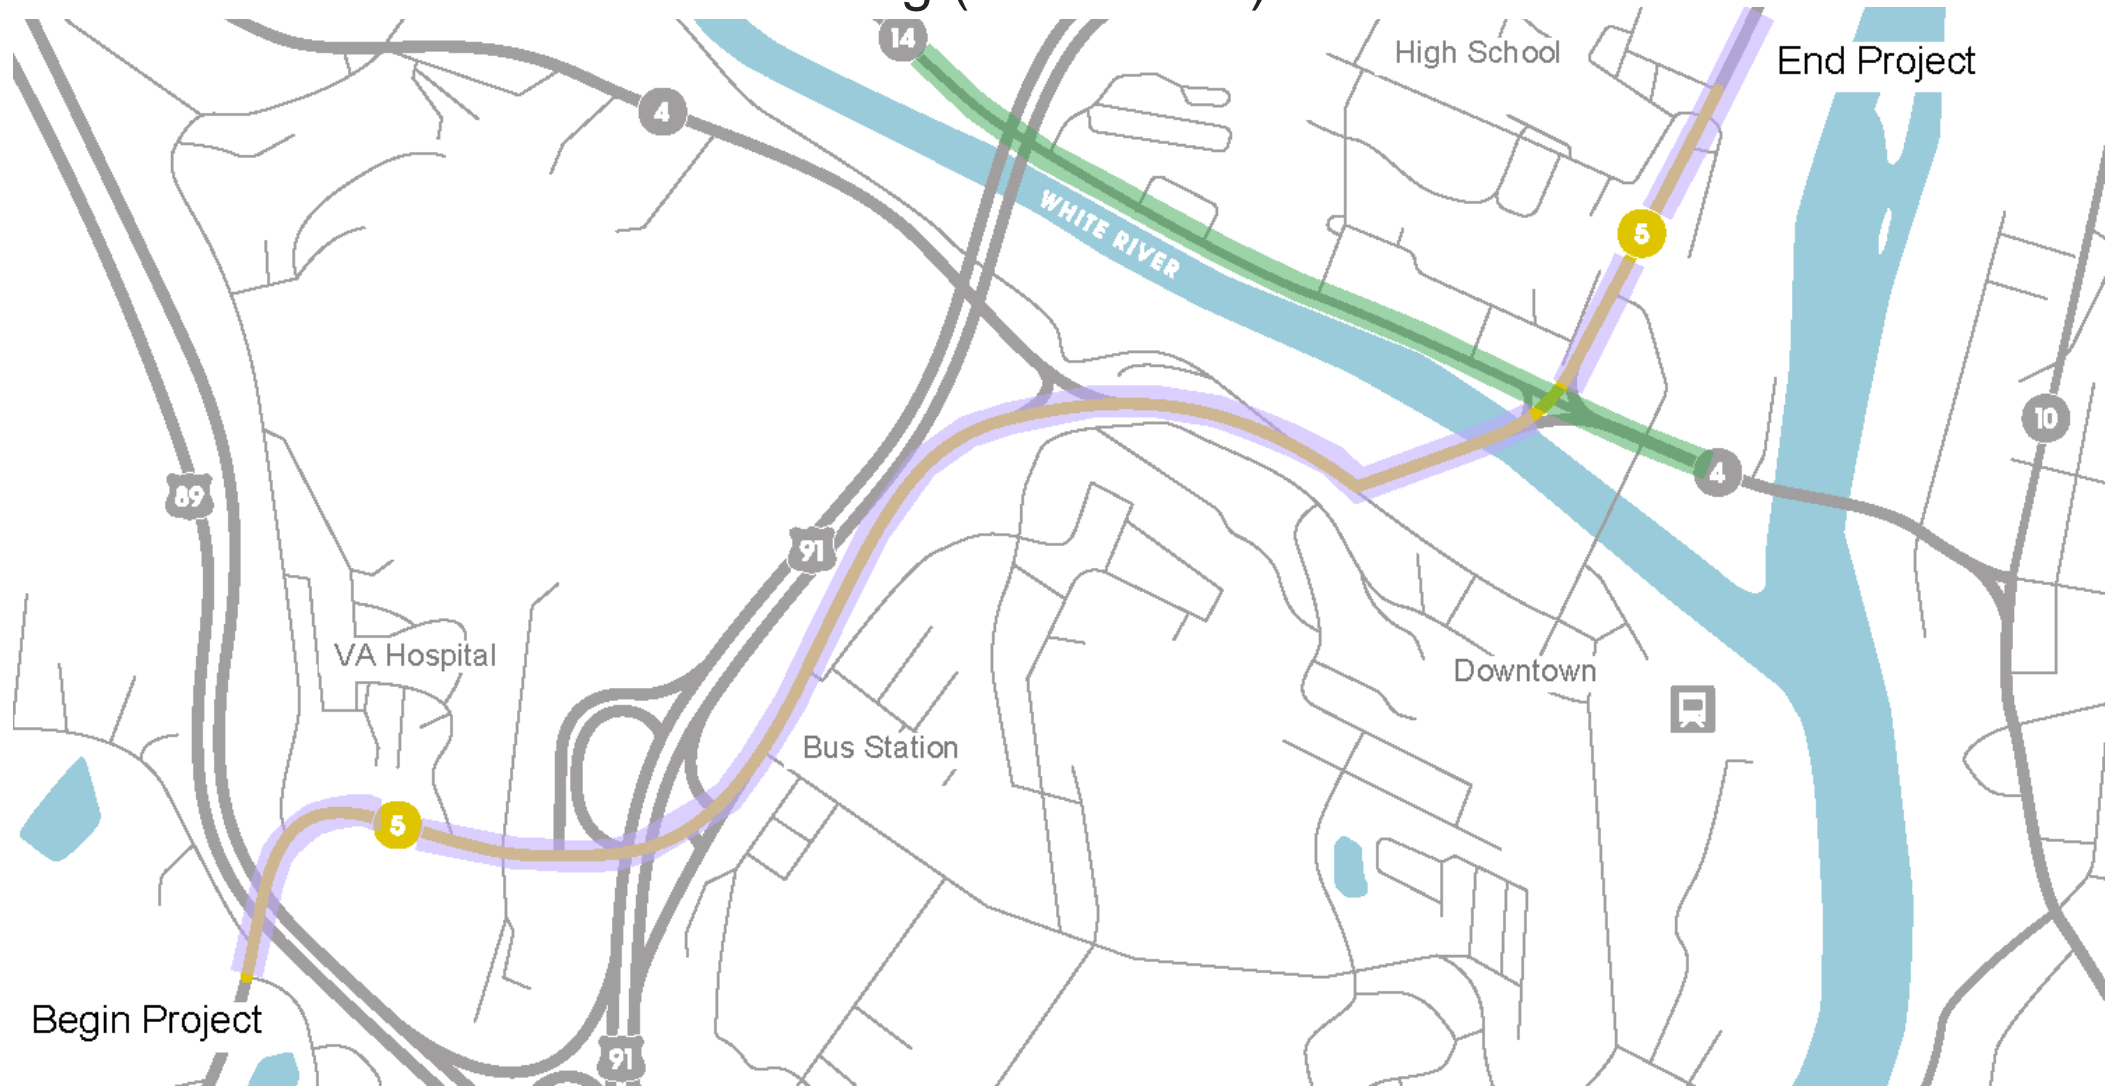 14
High School
End Project
4
WHITE RIVER
5
10
4
89
91
VA Hospital
Downtown
Bus Station
5
Begin Project
91